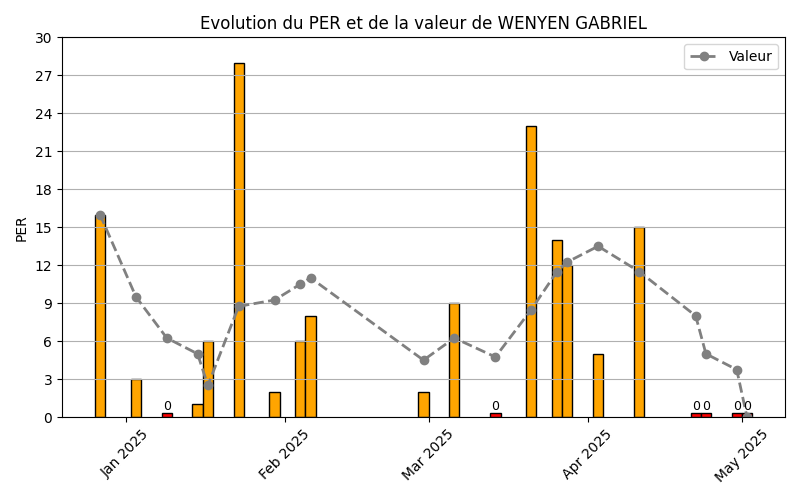 Evolution du PER et de la valeur de WENYEN GABRIEL
Valeur
PER
30
27
24
21
18
15
12
9
6
3
0
0 0 0 0 0 0
Jan 2025 Feb 2025 Mar 2025 Apr 2025 May 2025